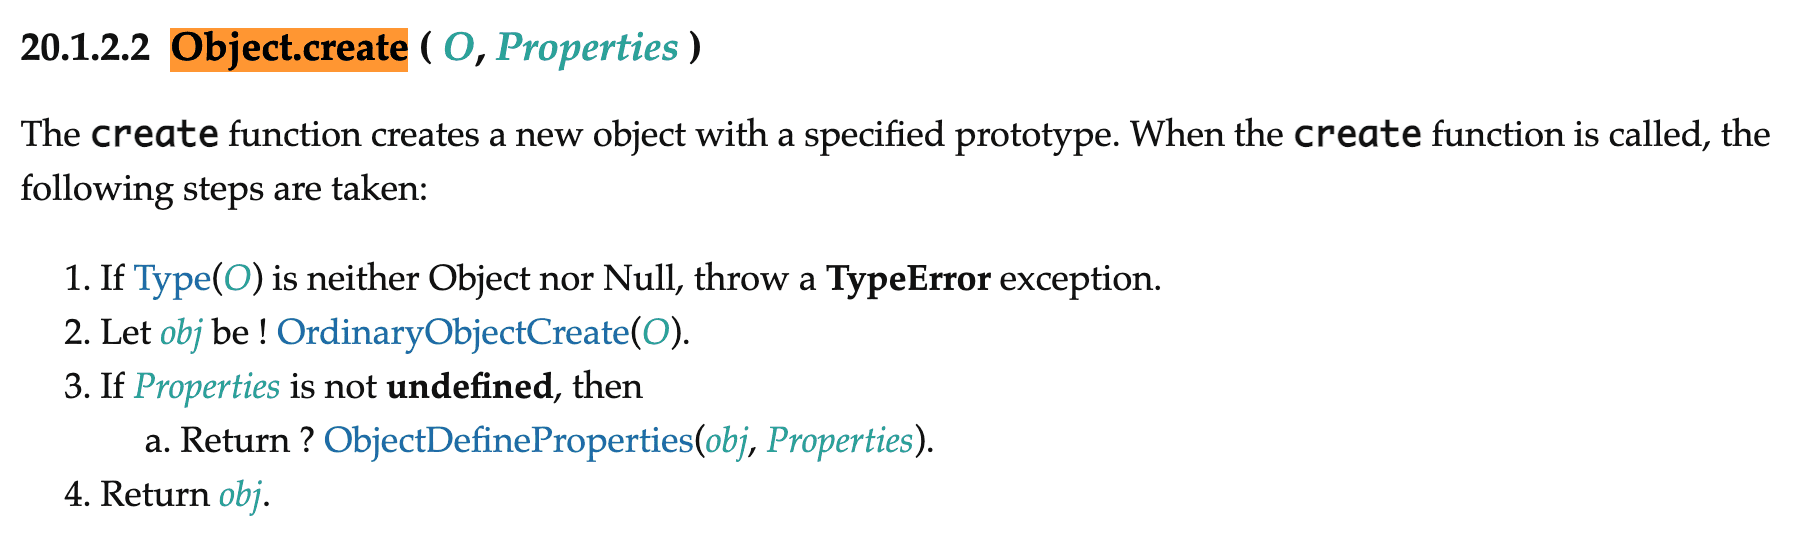 20.1.2.2 Object.create ( O, Properties )
The create function creates a new object with a specified prototype. When the create function is called, the
following steps are taken:
1. If Type(O) is neither Object nor Null, throw a TypeError exception.
2. Let obj be ! OrdinaryObjectCreate(O).
3. If Properties is not undefined, then
a. Return ? ObjectDefineProperties(obj, Properties).
4. Return obj.